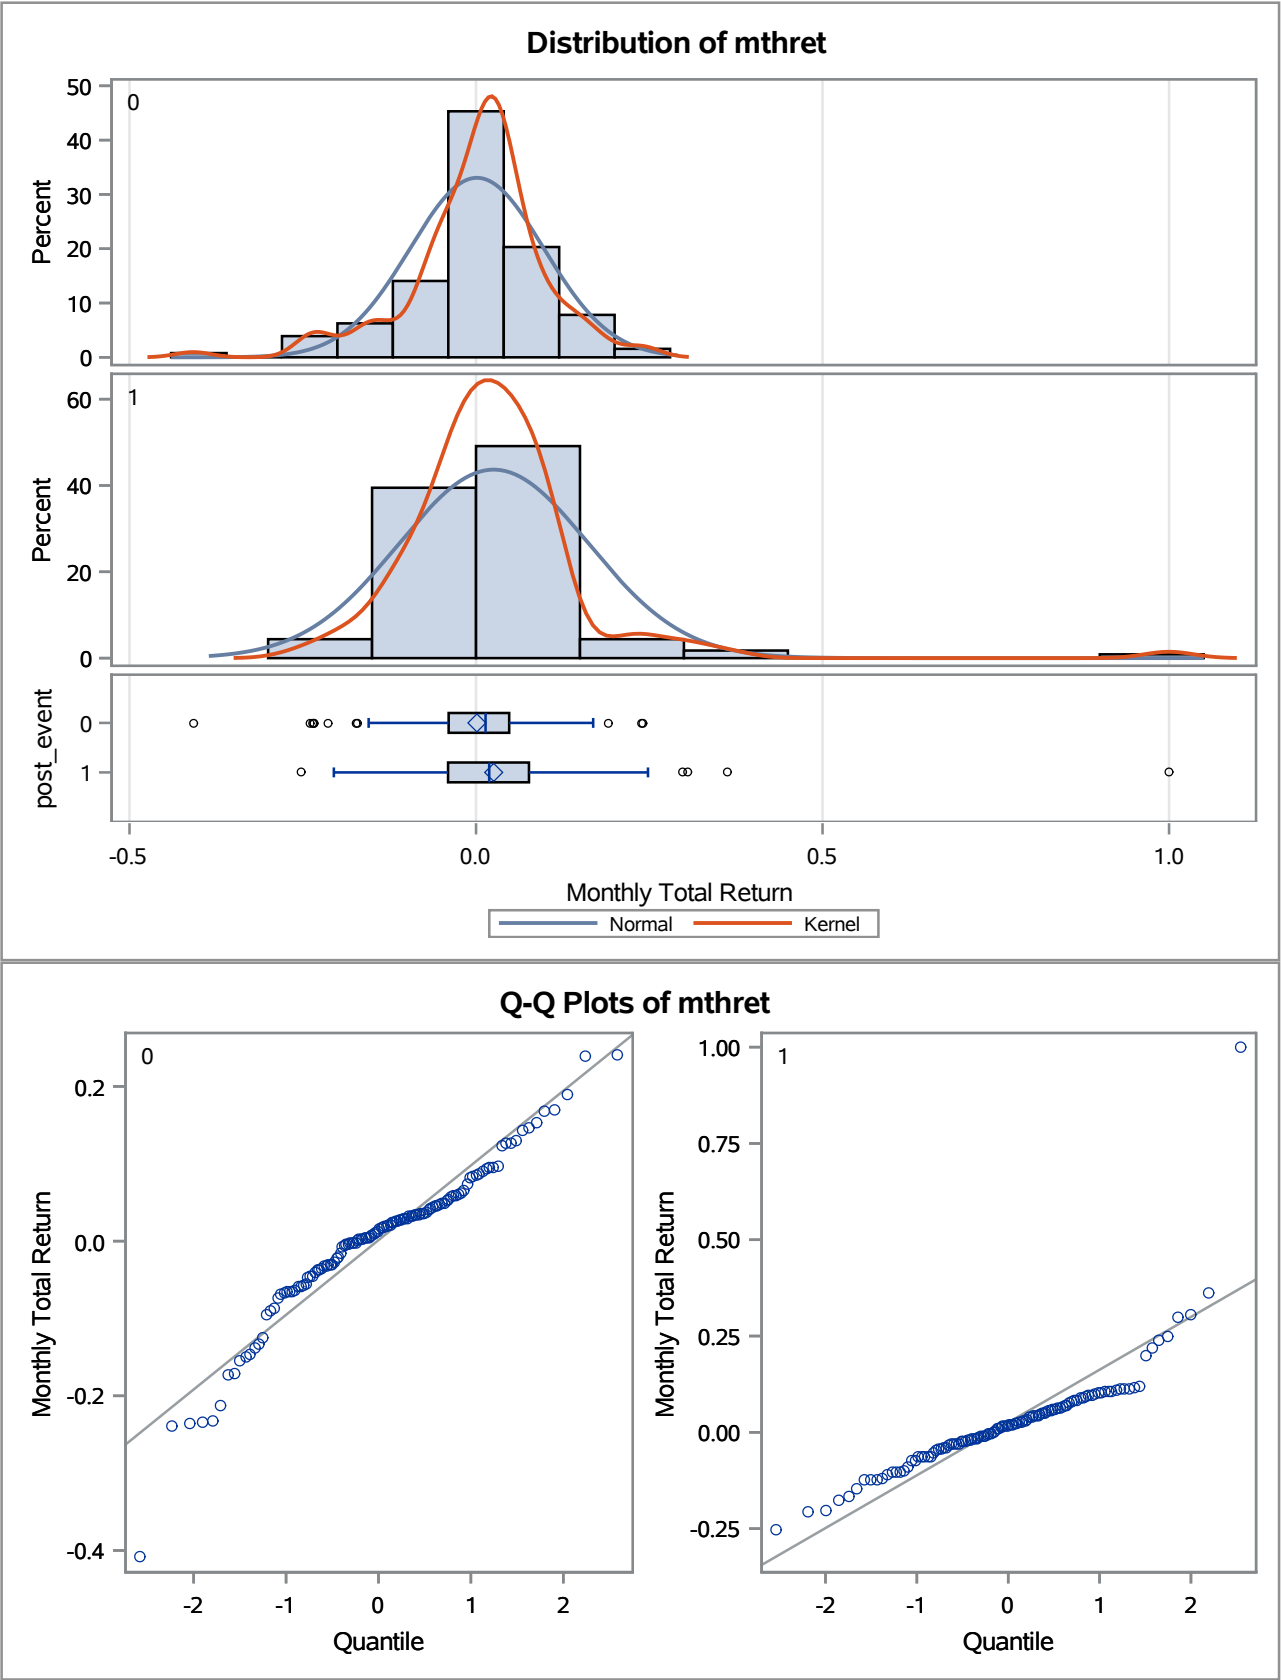 Distribution of mthret
0
50
40
30
20
10
0
Percent
1
60
40
20
0
Percent
post_event
0
1
-0.5 0.0 0.5 1.0
Monthly Total Return
Normal Kernel
Q-Q Plots of mthret
0
0.2
0.0
-0.2
-0.4
Monthly Total Return
-2 -1 0 1 2
Quantile
1
1.00
0.75
0.50
0.25
0.00
-0.25
Monthly Total Return
-2 -1 0 1 2
Quantile